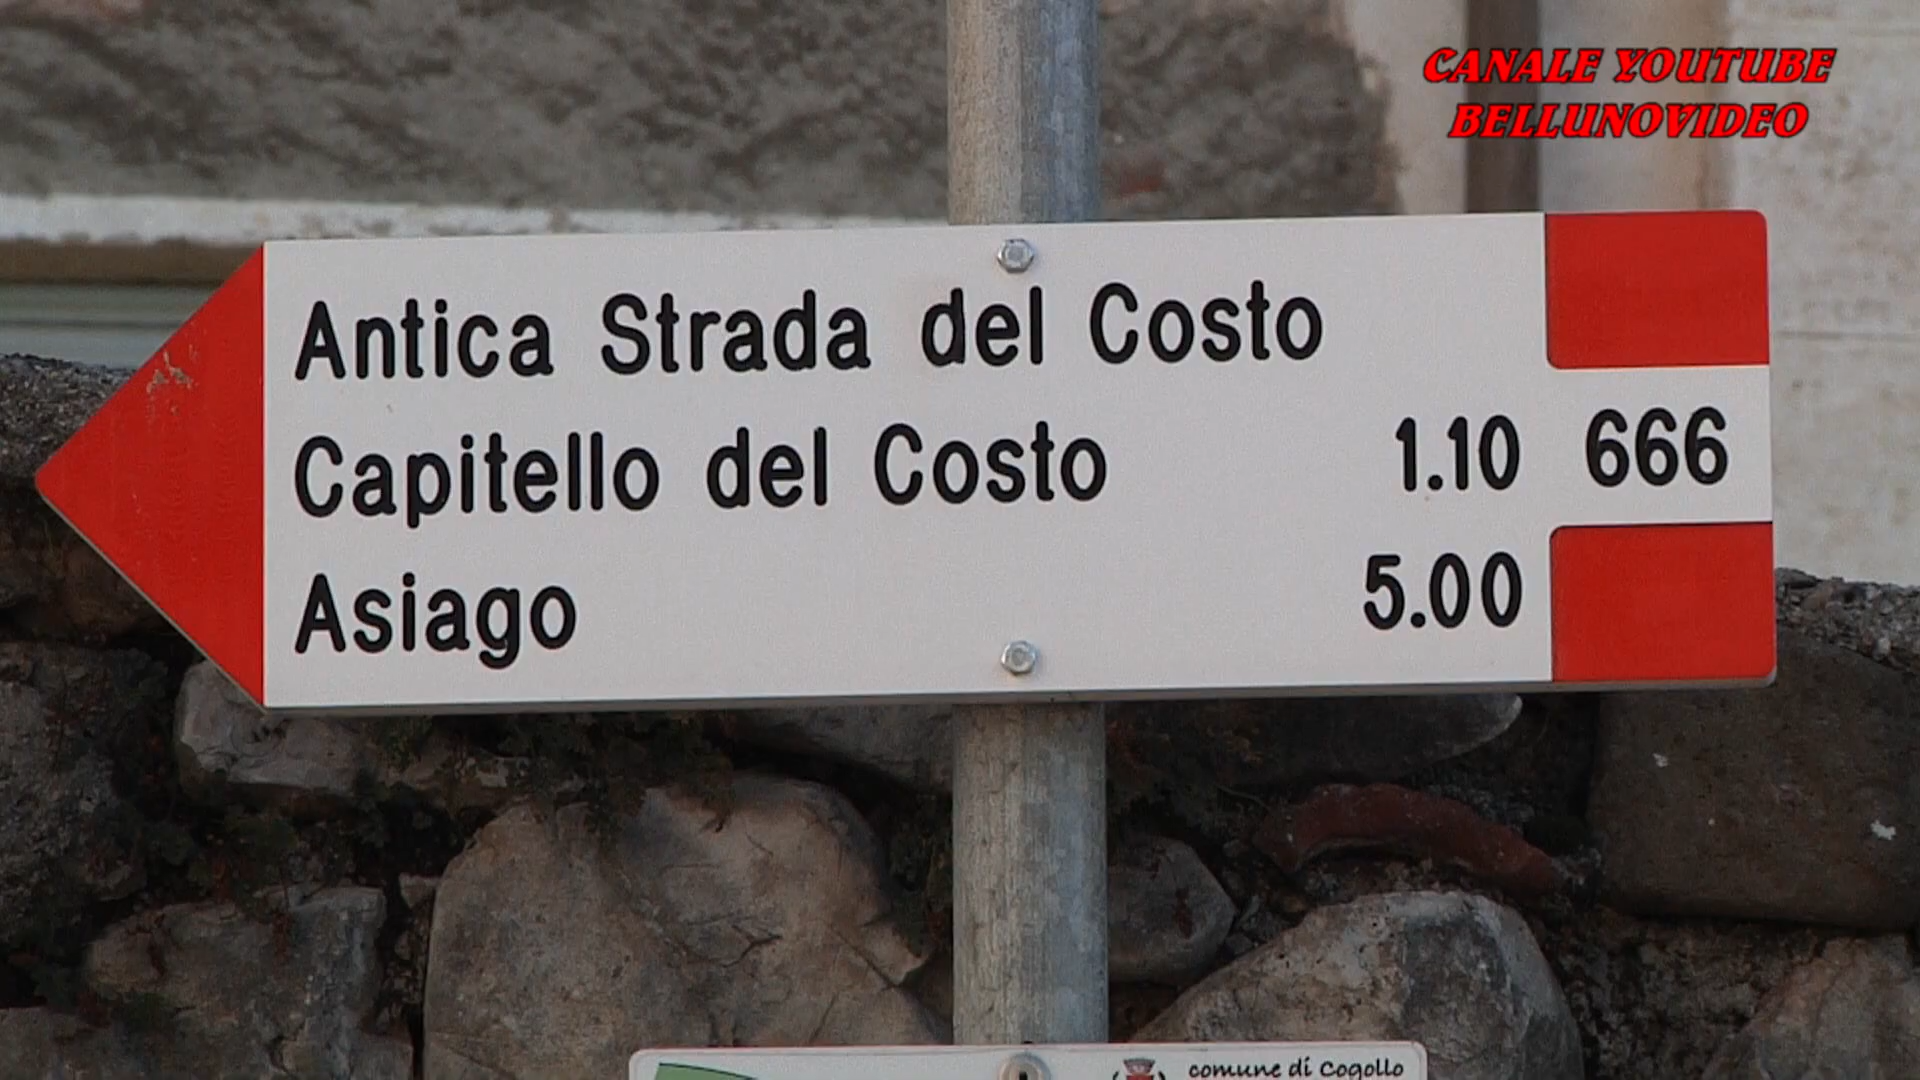 CANALE YOUTUBE
BELLUNOVIDEO
Antica Strada del Costo
Capitello del Costo 1.10 666
Asiago 5.00
comune di Cogollo